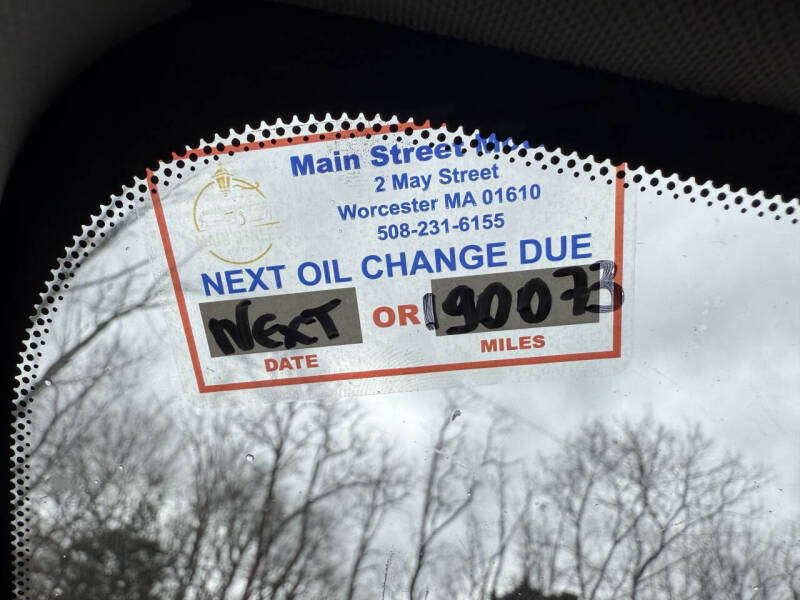 Main Street
2 May Street
Worcester MA 01610
508-231-6155
NEXT OIL CHANGE DUE
NEXT OR 190073
DATE MILES